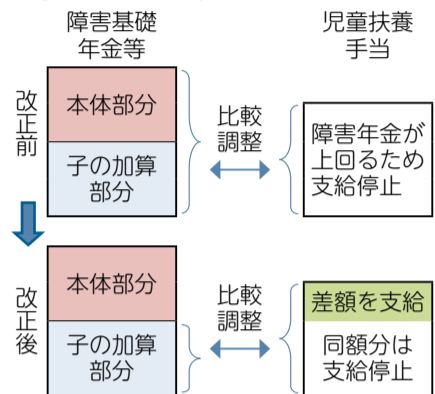 障害基礎
年金等
児童扶養
手当
改正前
本体部分
子の加算
部分
比較
調整
障害年金が
上回るため
支給停止
改正後
本体部分
子の加算
部分
比較
調整
差額を支給
同額分は
支給停止